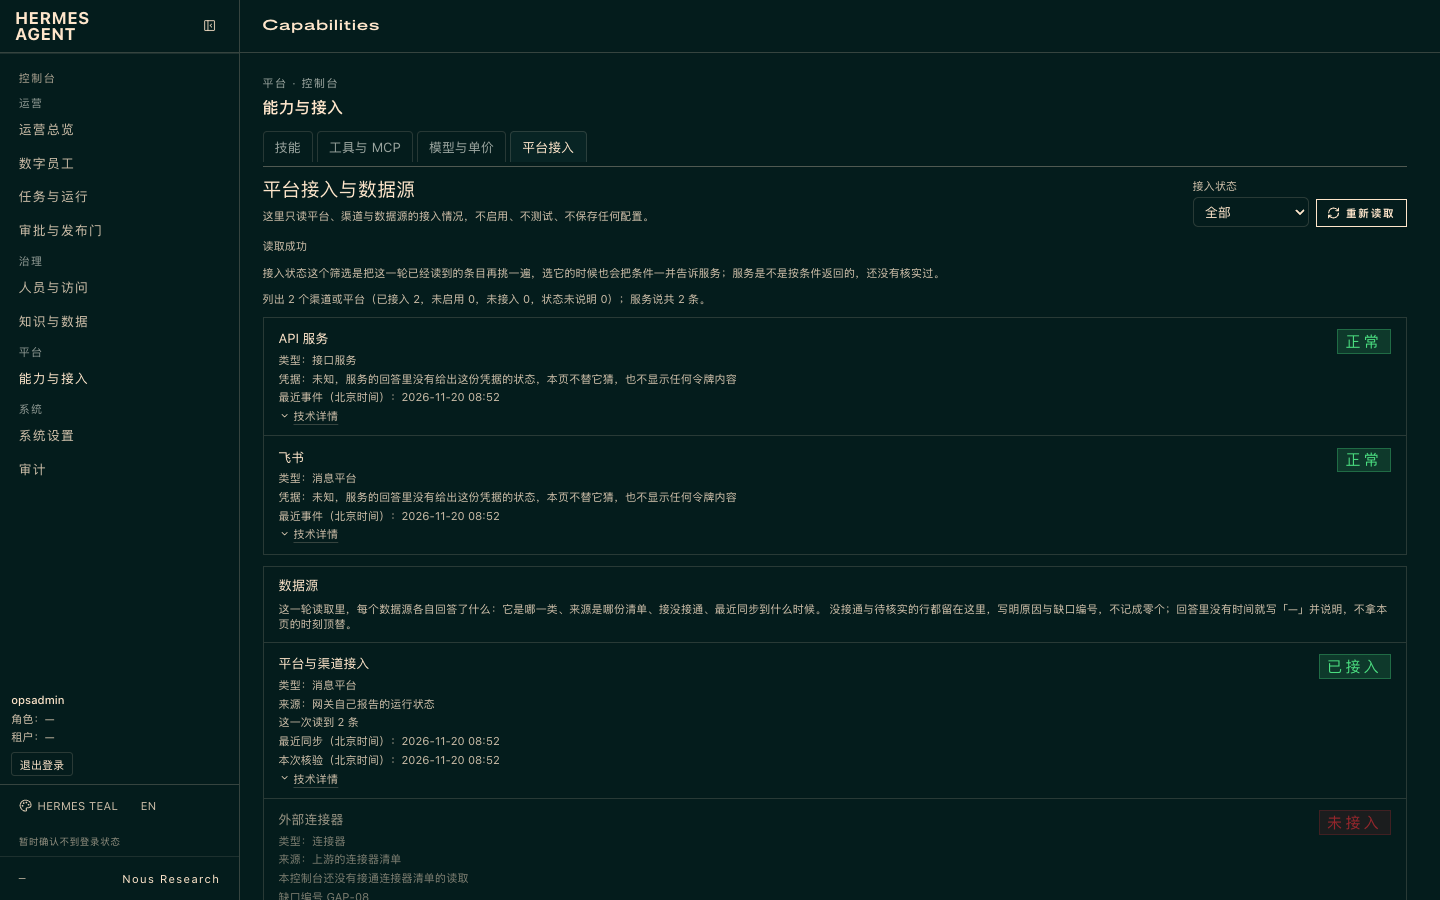 HERMES
AGENT
Capabilities
控制台
运营
运营总览
数字员工
任务与运行
审批与发布门
治理
人员与访问
知识与数据
平台
能力与接入
系统
系统设置
审计
opsadmin
角色：—
租户：—
退出登录
HERMES TEAL
EN
暂时确认不到登录状态
—
Nous Research
平台 · 控制台
能力与接入
技能
工具与 MCP
模型与单价
平台接入
平台接入与数据源
这里只读平台、渠道与数据源的接入情况，不启用、不测试、不保存任何配置。
接入状态
全部
重新读取
读取成功
接入状态这个筛选是把这一轮已经读到的条目再挑一遍，选它的时候也会把条件一并告诉服务；服务是不是按条件返回的，还没有核实过。
列出 2 个渠道或平台（已接入 2，未启用 0，未接入 0，状态未说明 0）；服务说共 2 条。
API 服务
正常
类型：接口服务
凭据：未知，服务的回答里没有给出这份凭据的状态，本页不替它猜，也不显示任何令牌内容
最近事件（北京时间）：2026-11-20 08:52
技术详情
飞书
正常
类型：消息平台
凭据：未知，服务的回答里没有给出这份凭据的状态，本页不替它猜，也不显示任何令牌内容
最近事件（北京时间）：2026-11-20 08:52
技术详情
数据源
这一轮读取里，每个数据源各自回答了什么：它是哪一类、来源是哪份清单、接没接通、最近同步到什么时候。 没接通与待核实的行都留在这里，写明原因与缺口编号，不记成零个；回答里没有时间就写「—」并说明，不拿本
页的时刻顶替。
平台与渠道接入
已接入
类型：消息平台
来源：网关自己报告的运行状态
这一次读到 2 条
最近同步（北京时间）：2026-11-20 08:52
本次核验（北京时间）：2026-11-20 08:52
技术详情
外部连接器
未接入
类型：连接器
来源：上游的连接器清单
本控制台还没有接通连接器清单的读取
缺口编号 GAP-08